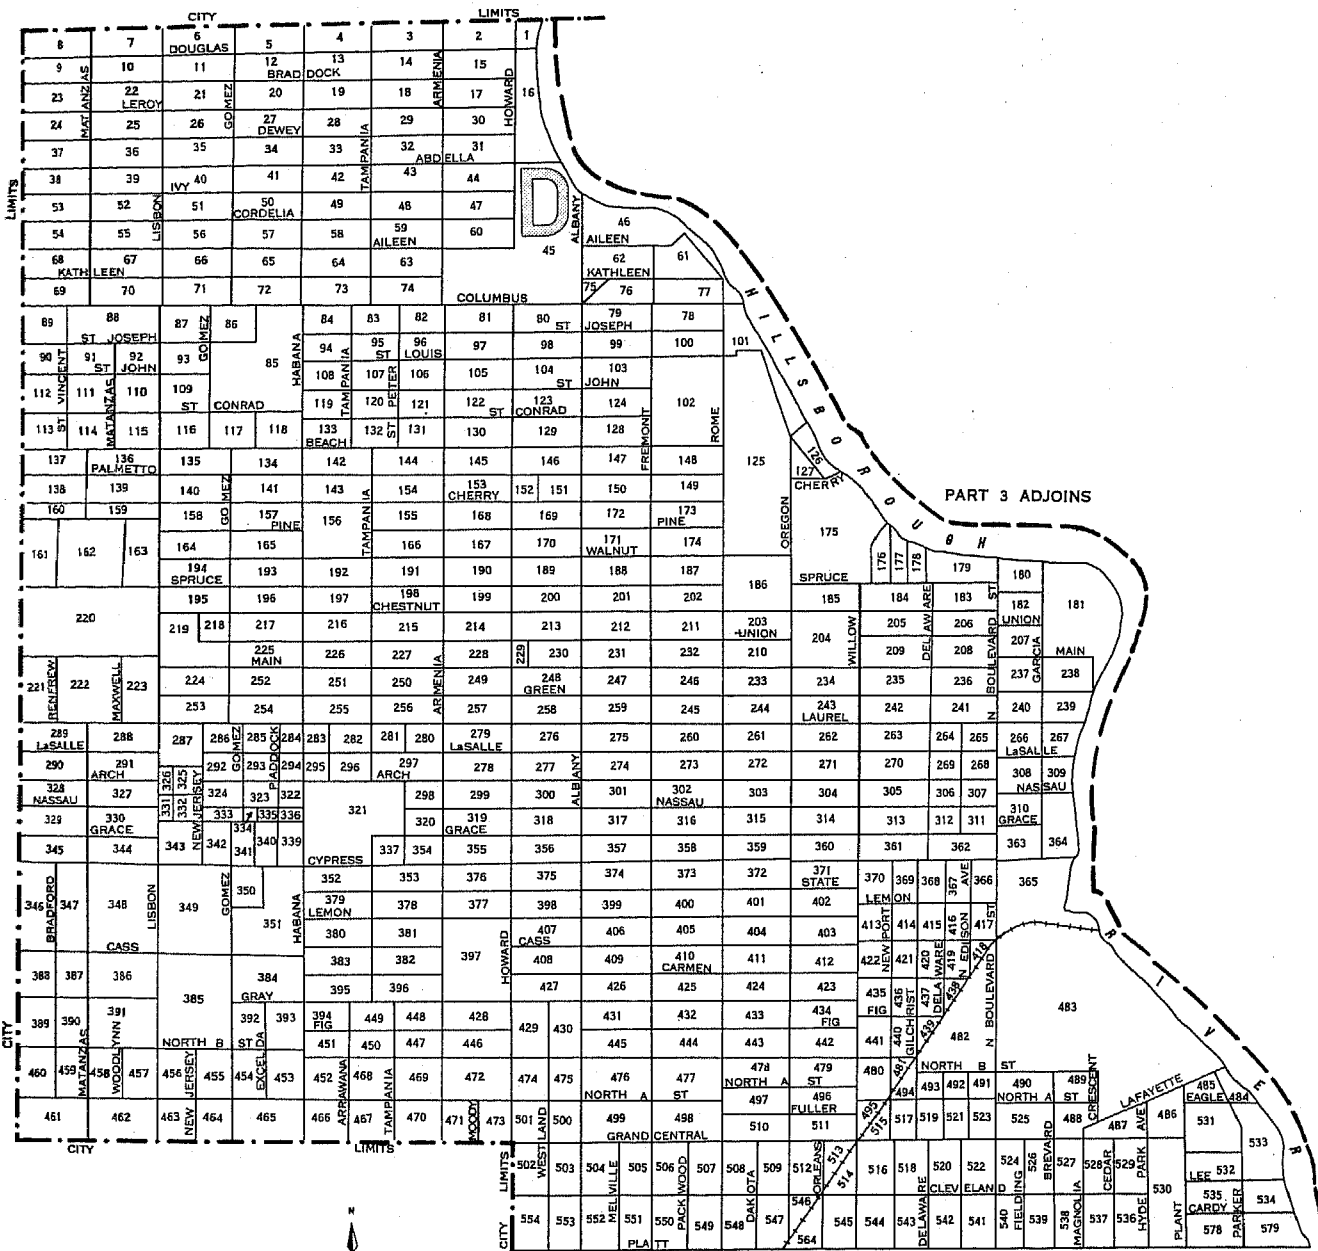 CITY LIMITS
8 7 6 5 4 3 2 1
DOUGLAS
9 10 11 12 13 14 15
BRADDOCK
23 22 21 20 19 18 17 16
MATANZAS LEROY GOMEZ ARMENIA HOWARD
24 25 26 27 28 29 30
DEWEY
37 36 35 34 33 32 31
TAMPANIA ABDELLA
38 39 40 41 42 43 44
IVY
LIMITS D
53 52 51 50 49 48 47
LISBON CORDELIA ALBANY
54 55 56 57 58 59 60 45 46
AILEEN AILEEN
68 67 66 65 64 63 62 61
KATHLEEN KATHLEEN
69 70 71 72 73 74 75 76 77
COLUMBUS
89 88 87 86 84 83 82 81 80 79 78
ST JOSEPH GOMEZ ST JOSEPH
90 91 92 93 85 94 95 96 97 98 99 100 101
ST VINCENT ST JOHN HABANA TAMPANIA ST LOUIS
112 111 110 109 108 107 106 105 104 103
MATANZAS ST CONRAD ST PETER ST JOHN
119 120 121 122 123 124 102
ST CONRAD FREMONT ROME
113 114 115 116 117 118 133 132 131 130 129 128
BEACH
137 136 135 134 142 144 145 146 147 148 125 126
PALMETTO
138 139 140 141 143 154 153 152 151 150 149 127
GOMEZ TAMPANIA CHERRY OREGON CHERRY
160 159 158 157 156 155 168 169 172 173
PINE PINE
PART 3 ADJOINS
HILLSBOROUGH RIVER
161 162 163 164 165 166 167 170 171 174 175 176 177 178 179
WALNUT
194 193 192 191 190 189 188 187 186 180
SPRUCE SPRUCE
195 196 197 198 199 200 201 202 185 184 183 182 181
CHESTNUT DELAWARE N BOULEVARD ST UNION
220 219 218 217 216 215 214 213 212 211 203 204 205 206 207
UNION WILLOW GARCIA
225 226 227 228 229 230 231 232 210 209 208
MAIN MAIN
221 222 223 224 252 251 250 249 248 247 246 233 234 235 236 237 238
RENFREW MAXWELL ARMENIA GREEN
253 254 255 256 257 258 259 245 244 243 242 241 240 239
LAUREL
289 288 287 286 285 284 283 282 281 280 279 276 275 260 261 262 263 264 265 266 267
LaSALLE GOMEZ PADDOCK LaSALLE LaSALLE
290 291 292 293 294 295 296 297 278 277 274 273 272 271 270 269 268
ARCH ARCH ALBANY
328 327 326 325 324 323 322 321 298 299 300 301 302 303 304 305 306 307 308 309
NASSAU NEW JERSEY NASSAU NASSAU
329 330 331 332 333 334 335 336 320 319 318 317 316 315 314 313 312 311 310
GRACE GRACE GRACE
345 344 343 342 341 340 339 337 354 355 356 357 358 359 360 361 362 363 364
CYPRESS
346 347 348 349 350 351 352 353 376 375 374 373 372 371 370 369 368 367 366 365
BRADFORD LISBON GOMEZ HABANA STATE AVE
379 378 377 398 399 400 401 402
LEMON LEMON
CASS
380 381 397 407 406 405 404 403 413 414 415 416 417
CASS HOWARD NEW PORT N EDISON ST
388 387 386 385 384 383 382 408 409 410 411 412 422 421 420 419 418
GRAY CARMEN DELAWARE
395 396 427 426 425 424 423 435 436 437 438 483
FIG GILCHRIST N BOULEVARD
CITY
389 390 391 392 393 394 449 448 428 429 430 431 432 433 434 439
MATANZAS WOODLYNN NORTH B ST EXCELDA FIG FIG
451 450 447 446 445 444 443 442 441 440 482
460 459 458 457 456 455 454 453 452 468 469 472 474 475 476 477 478 479 480 481
NEW JERSEY ARRAWANA TAMPANIA NORTH A ST NORTH A ST NORTH B ST
494 493 492 491 490 489 485 484
NORTH A ST CRESCENT LAFAYETTE EAGLE
461 462 463 464 465 466 467 470 471 473 501 500 499 498 497 496 495
MOODY WESTLAND GRAND CENTRAL FULLER
510 511 515 517 519 521 523 525 488 487 486 531
CITY LIMITS
502 503 504 505 506 507 508 509 512 513 514 516 518 520 522 524 526 527 528 529 530 532 533
MELVILLE PACKWOOD DAKOTA ORLEANS CLEVELAND FIELDING BREVARD MAGNOLIA CEDAR HYDE PARK AVE LEE
LIMITS
CITY
N
554 553 552 551 550 549 548 547 546 564 545 544 543 542 541 540 539 538 537 536 535 534
PLATT DELAWARE PLANT CARDY PARKER
578 579